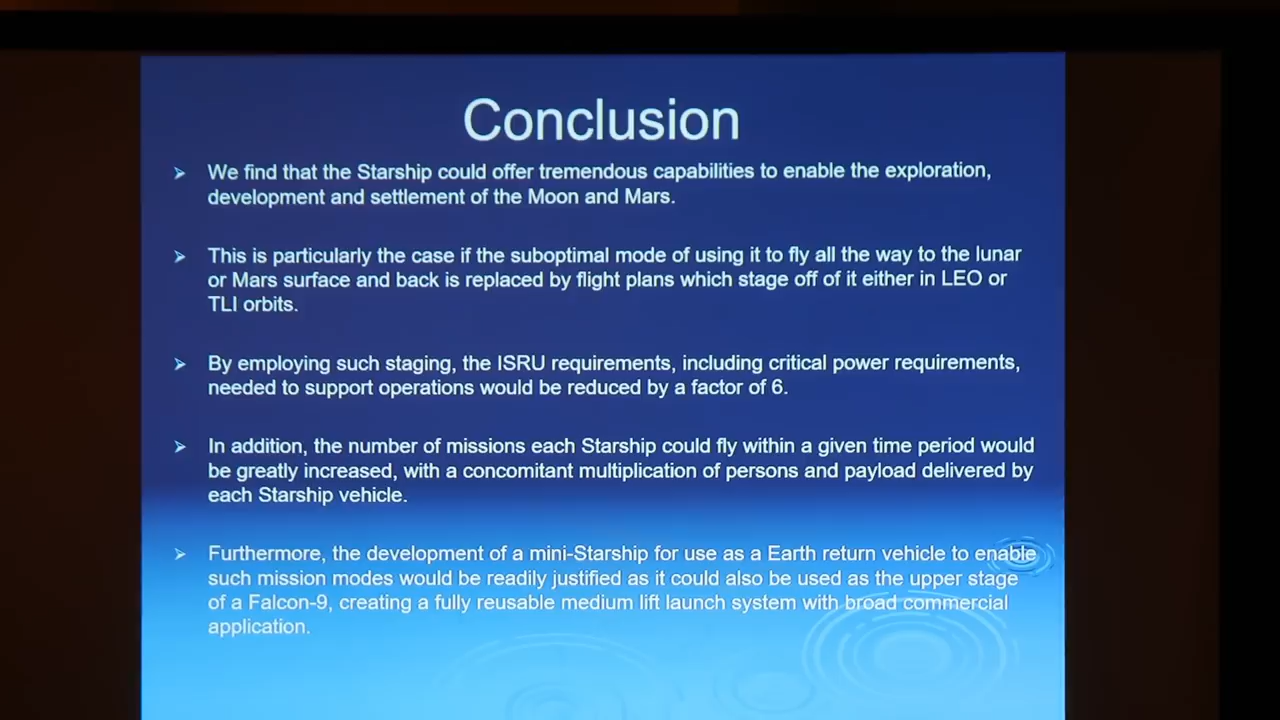 Conclusion
➢ We find that the Starship could offer tremendous capabilities to enable the exploration,
development and settlement of the Moon and Mars.
➢ This is particularly the case if the suboptimal mode of using it to fly all the way to the lunar
or Mars surface and back is replaced by flight plans which stage off of it either in LEO or
TLI orbits.
➢ By employing such staging, the ISRU requirements, including critical power requirements,
needed to support operations would be reduced by a factor of 6.
➢ In addition, the number of missions each Starship could fly within a given time period would
be greatly increased, with a concomitant multiplication of persons and payload delivered by
each Starship vehicle.
➢ Furthermore, the development of a mini-Starship for use as a Earth return vehicle to enable
such mission modes would be readily justified as it could also be used as the upper stage
of a Falcon-9, creating a fully reusable medium lift launch system with broad commercial
application.